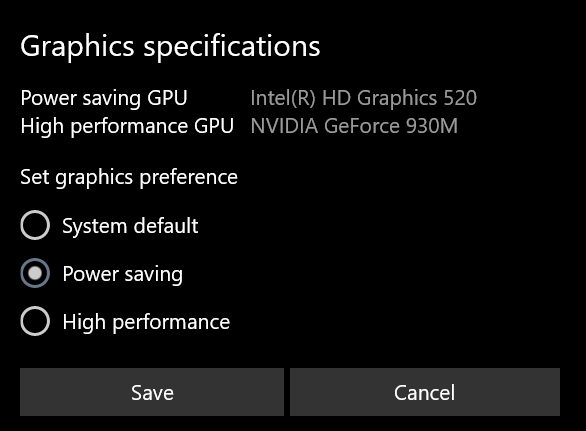 Graphics specifications
Power saving GPU Intel(R) HD Graphics 520
High performance GPU NVIDIA GeForce 930M
Set graphics preference
System default
Power saving
High performance
Save Cancel